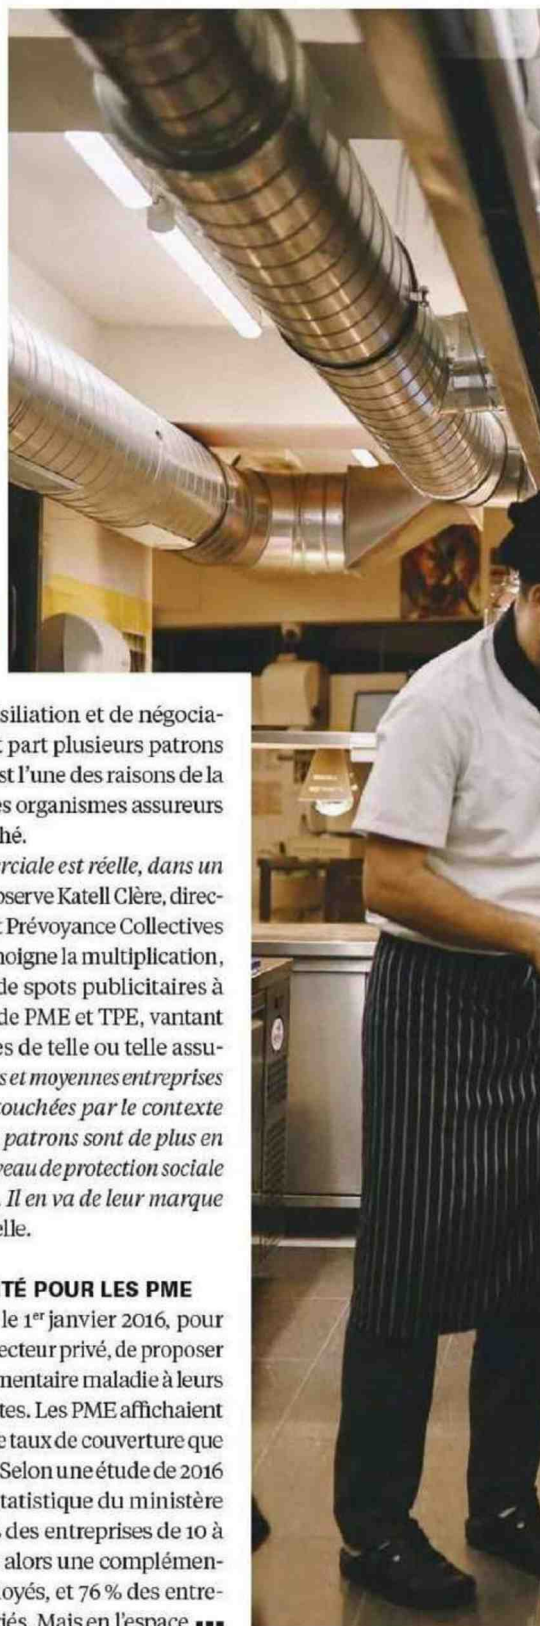 siliation et de négocia-
t part plusieurs patrons
st l'une des raisons de la
es organismes assureurs
hé.
rciale est réelle, dans un
bserve Katell Clère, direc-
t Prévoyance Collectives
noigne la multiplication,
de spots publicitaires à
de PME et TPE, vantant
es de telle ou telle assu-
s et moyennes entreprises
touchées par le contexte
patrons sont de plus en
veau de protection sociale
. Il en va de leur marque
elle.
TÉ POUR LES PME
le 1er janvier 2016, pour
ecteur privé, de proposer
mentaire maladie à leurs
tes. Les PME affichaient
e taux de couverture que
Selon une étude de 2016
tatistique du ministère
des entreprises de 10 à
alors une complémen-
oyés, et 76 % des entre-
iés. Mais en l'espace ▪▪▪